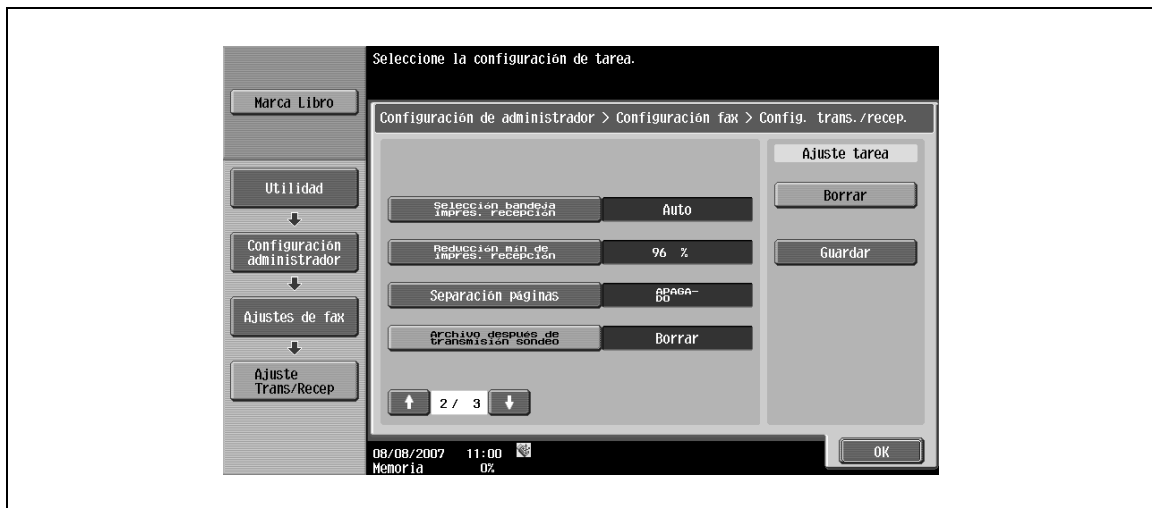 Seleccione la configuración de tarea.
Marca Libro
Configuración de administrador > Configuración fax > Config. trans./recep.
Ajuste tarea
Utilidad
Borrar
Selección bandeja
impres. recepción
Auto
Configuración
administrador
Reducción min de
impres. recepción
96 %
Guardar
Separación páginas
APAGA-
DO
Ajustes de fax
Archivo después de
transmisión sondeo
Borrar
Ajuste
Trans/Recep
2/ 3
08/08/2007 11:00
Memoria 0%
OK